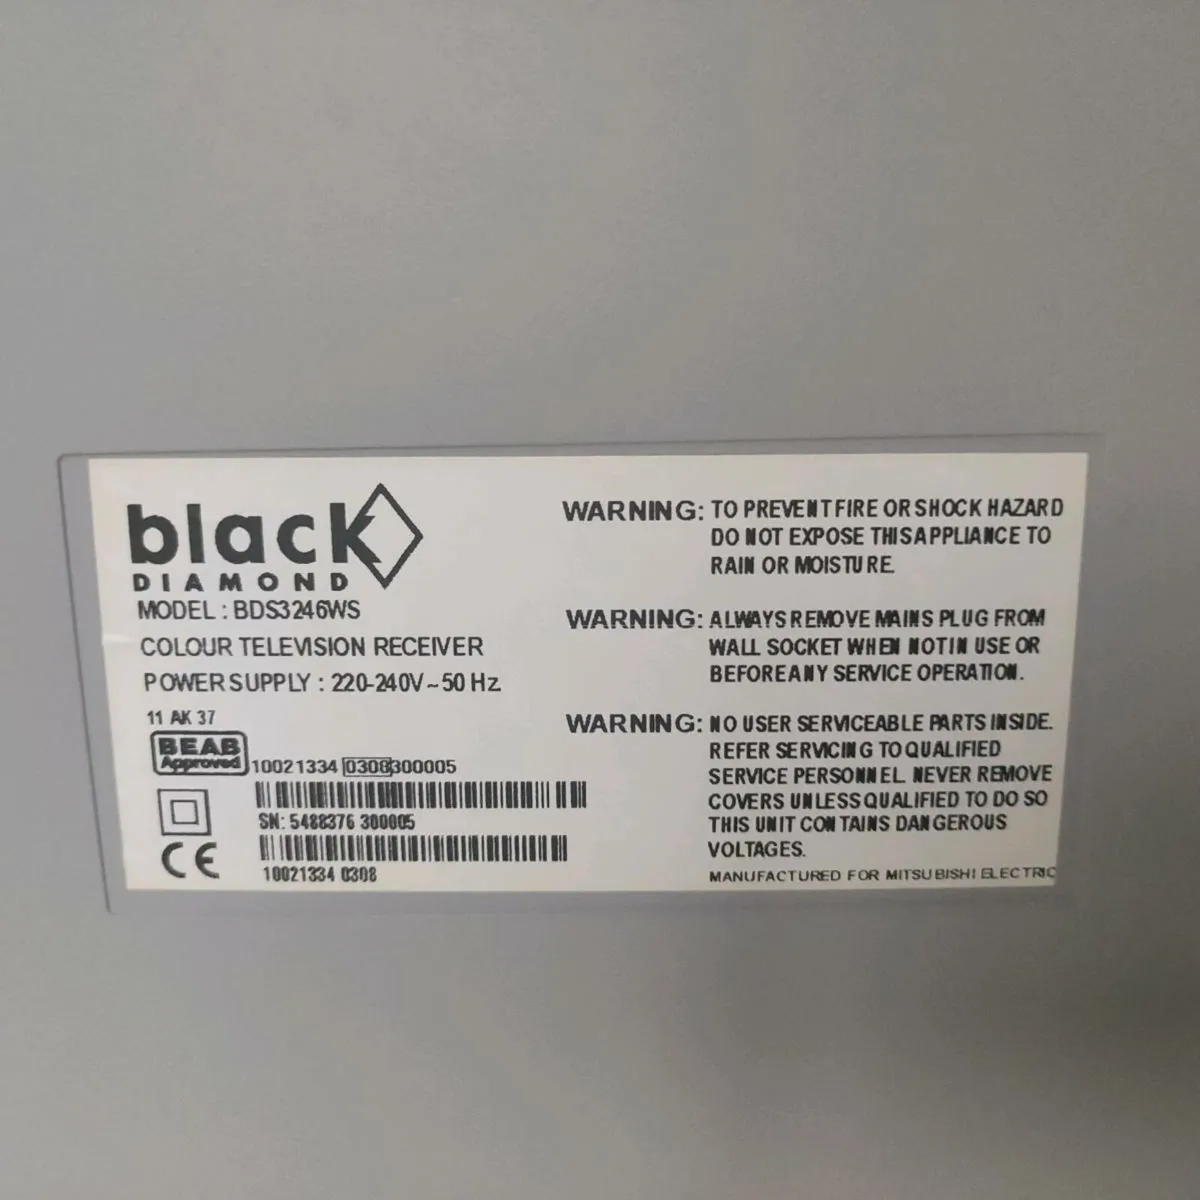 black
DIAMOND
MODEL : BDS3246WS
COLOUR TELEVISION RECEIVER
POWER SUPPLY : 220-240V ~ 50 Hz
11 AK 37
BEAB
Approved
10021334 0308 300005
SN: 5488376 300005
10021334 0308
CE
WARNING: TO PREVENT FIRE OR SHOCK HAZARD
DO NOT EXPOSE THIS APPLIANCE TO
RAIN OR MOISTURE.
WARNING: ALWAYS REMOVE MAINS PLUG FROM
WALL SOCKET WHEN NOT IN USE OR
BEFORE ANY SERVICE OPERATION.
WARNING: NO USER SERVICEABLE PARTS INSIDE.
REFER SERVICING TO QUALIFIED
SERVICE PERSONNEL. NEVER REMOVE
COVERS UNLESS QUALIFIED TO DO SO
THIS UNIT CONTAINS DANGEROUS
VOLTAGES.
MANUFACTURED FOR MITSUBISHI ELECTRIC